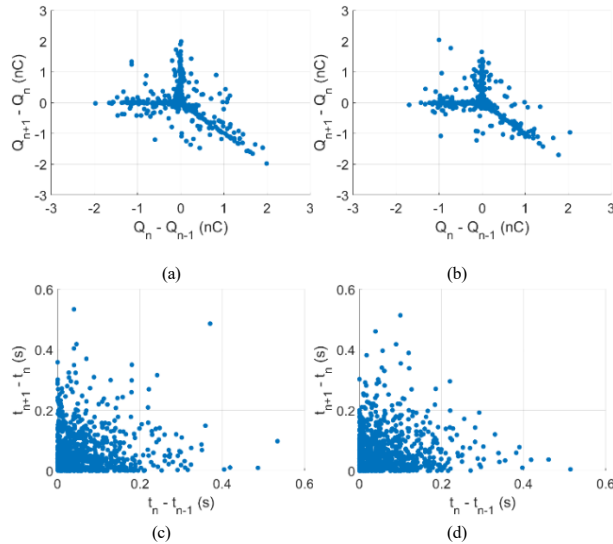 3 3
2 2
1 1
0 0
-1 -1
-2 -2
-3 -3
Q_{n+1} - Q_n (nC) Q_{n+1} - Q_n (nC)
-3 -2 -1 0 1 2 3 -3 -2 -1 0 1 2 3
Q_n - Q_{n-1} (nC) Q_n - Q_{n-1} (nC)
(a) (b)
0.6 0.6
0.4 0.4
0.2 0.2
0 0
t_{n+1} - t_n (s) t_{n+1} - t_n (s)
0 0.2 0.4 0.6 0 0.2 0.4 0.6
t_n - t_{n-1} (s) t_n - t_{n-1} (s)
(c) (d)